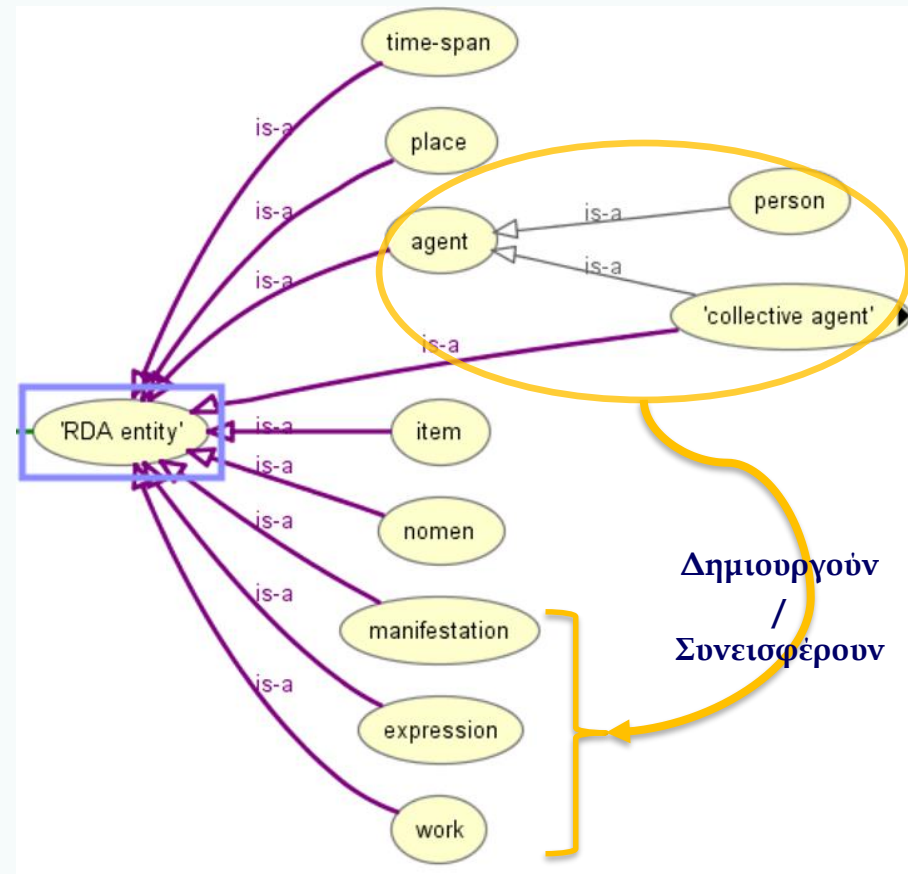 time-span
is-a
place
is-a
person
is-a
agent
is-a
is-a
'collective agent'
is-a
'RDA entity'
is-a
item
is-a
nomen
is-a
Δημιουργούν
/
Συνεισφέρουν
manifestation
is-a
expression
is-a
work